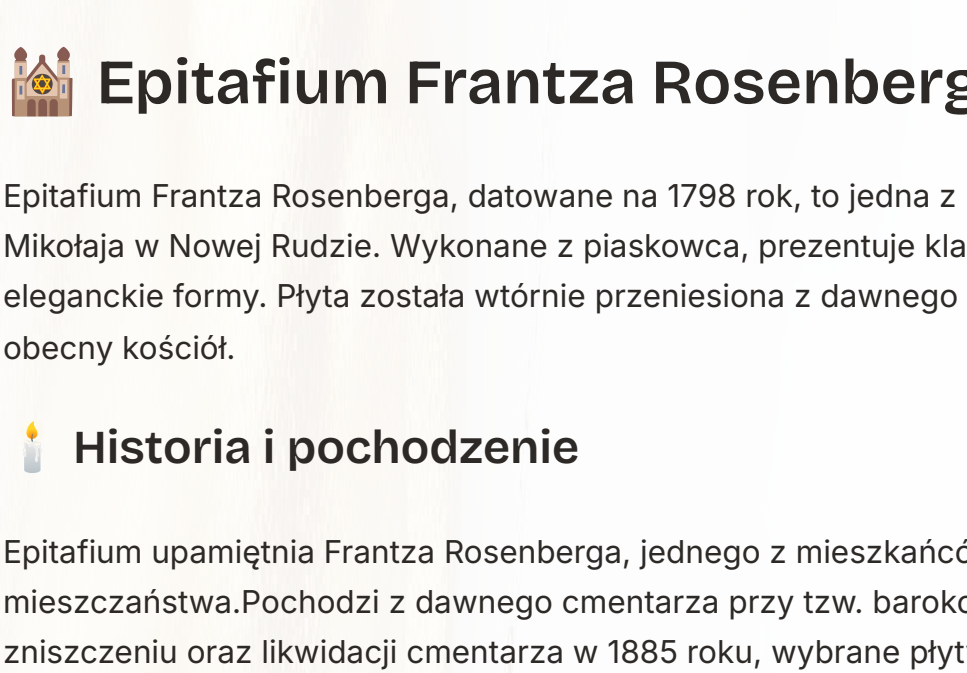 Epitafium Frantza Rosenberg
Epitafium Frantza Rosenberga, datowane na 1798 rok, to jedna z
Mikołaja w Nowej Rudzie. Wykonane z piaskowca, prezentuje kla
eleganckie formy. Płyta została wtórnie przeniesiona z dawnego
obecny kościół.
Historia i pochodzenie
Epitafium upamiętnia Frantza Rosenberga, jednego z mieszkańcó
mieszczaństwa.Pochodzi z dawnego cmentarza przy tzw. baroko
zniszczeniu oraz likwidacji cmentarza w 1885 roku, wybrane płyt